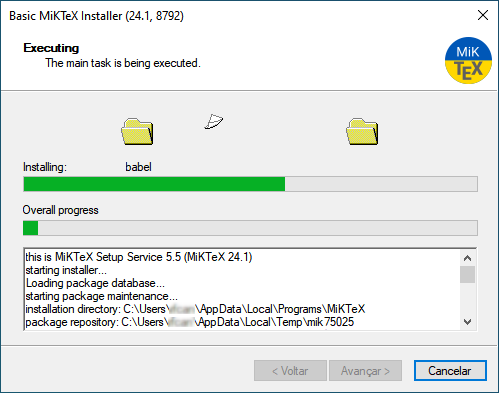 Basic MiKTeX Installer (24.1, 8792)
Executing
The main task is being executed.
MiK
TEX
Installing: babel
Overall progress
this is MiKTeX Setup Service 5.5 (MiKTeX 24.1)
starting installer...
Loading package database...
starting package maintenance...
installation directory: C:\Users\ \AppData\Local\Programs\MiKTeX
package repository: C:\Users\ \AppData\Local\Temp\mik75025
< Voltar Avançar > Cancelar